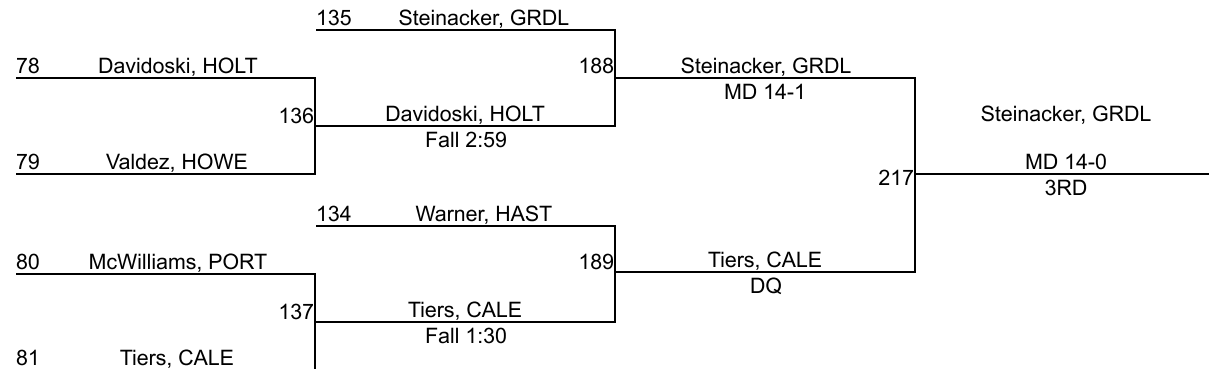 135 Steinacker, GRDL
78 Davidoski, HOLT
188 Steinacker, GRDL
MD 14-1
136 Davidoski, HOLT
Fall 2:59
Steinacker, GRDL
79 Valdez, HOWE
MD 14-0
217
3RD
134 Warner, HAST
80 McWilliams, PORT
189 Tiers, CALE
DQ
137 Tiers, CALE
Fall 1:30
81 Tiers, CALE